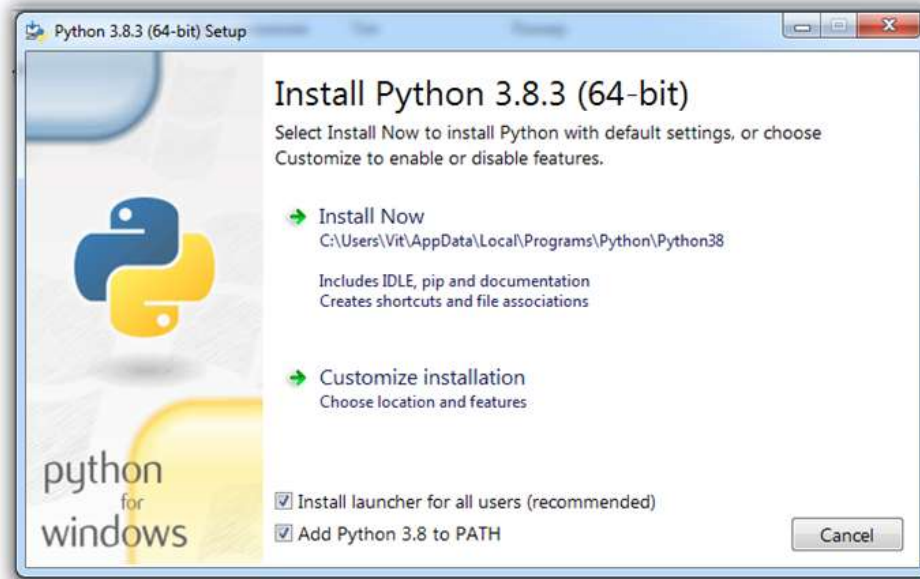 Python 3.8.3 (64-bit) Setup
Install Python 3.8.3 (64-bit)
Select Install Now to install Python with default settings, or choose
Customize to enable or disable features.
Install Now
C:\Users\Vit\AppData\Local\Programs\Python\Python38
Includes IDLE, pip and documentation
Creates shortcuts and file associations
Customize installation
Choose location and features
python
for
windows
Install launcher for all users (recommended)
Add Python 3.8 to PATH
Cancel